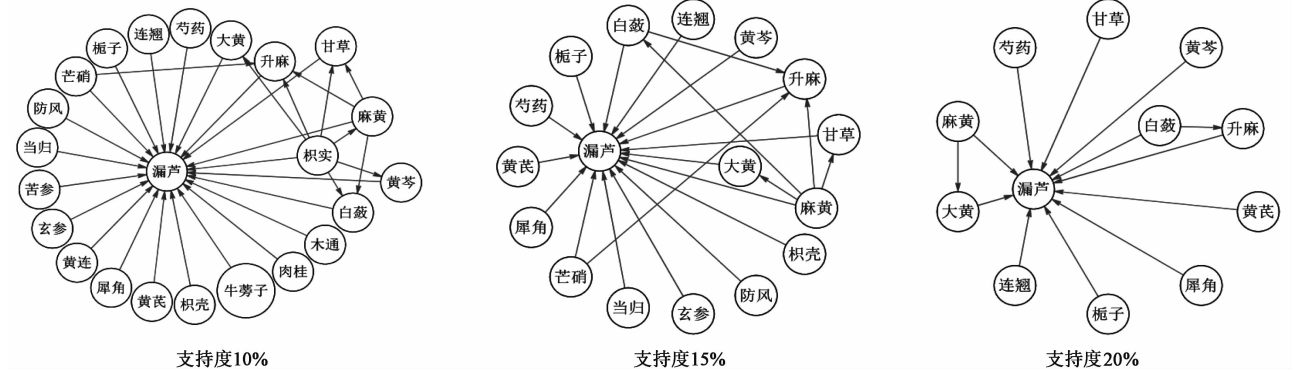 芍药
连翘
大黄
栀子
升麻
甘草
芒硝
防风
麻黄
当归
枳实
漏芦
黄芩
苦参
白蔹
玄参
木通
黄连
肉桂
犀角
黄芪
枳壳
牛蒡子
支持度10%
连翘
白蔹
黄芩
栀子
升麻
芍药
甘草
漏芦
黄芪
大黄
麻黄
犀角
枳壳
芒硝
防风
当归
玄参
支持度15%
甘草
芍药
黄芩
麻黄
白蔹
升麻
漏芦
大黄
黄芪
连翘
犀角
栀子
支持度20%